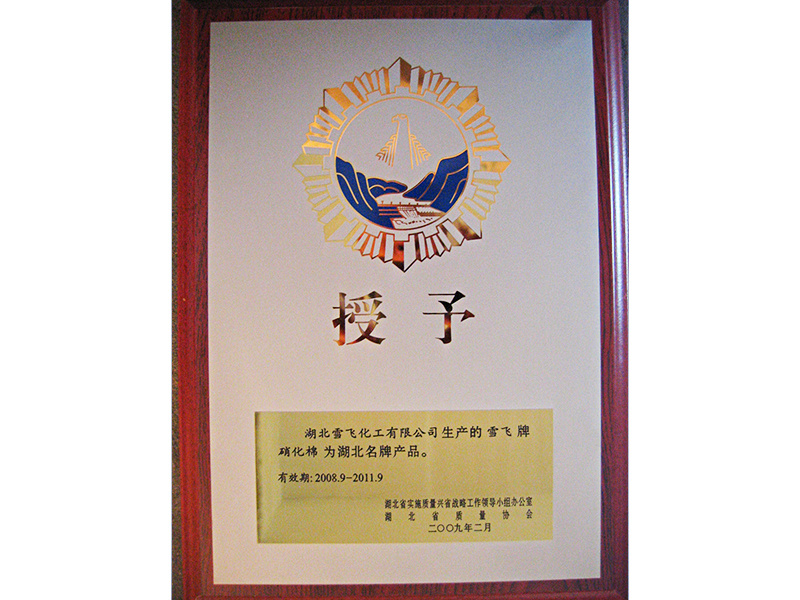 授予
湖北雪飞化工有限公司生产的雪飞牌
硝化棉为湖北名牌产品。
有效期:2008.9-2011.9
湖北省实施质量兴省战略工作领导小组办公室
湖北省质量协会
二〇〇九年二月